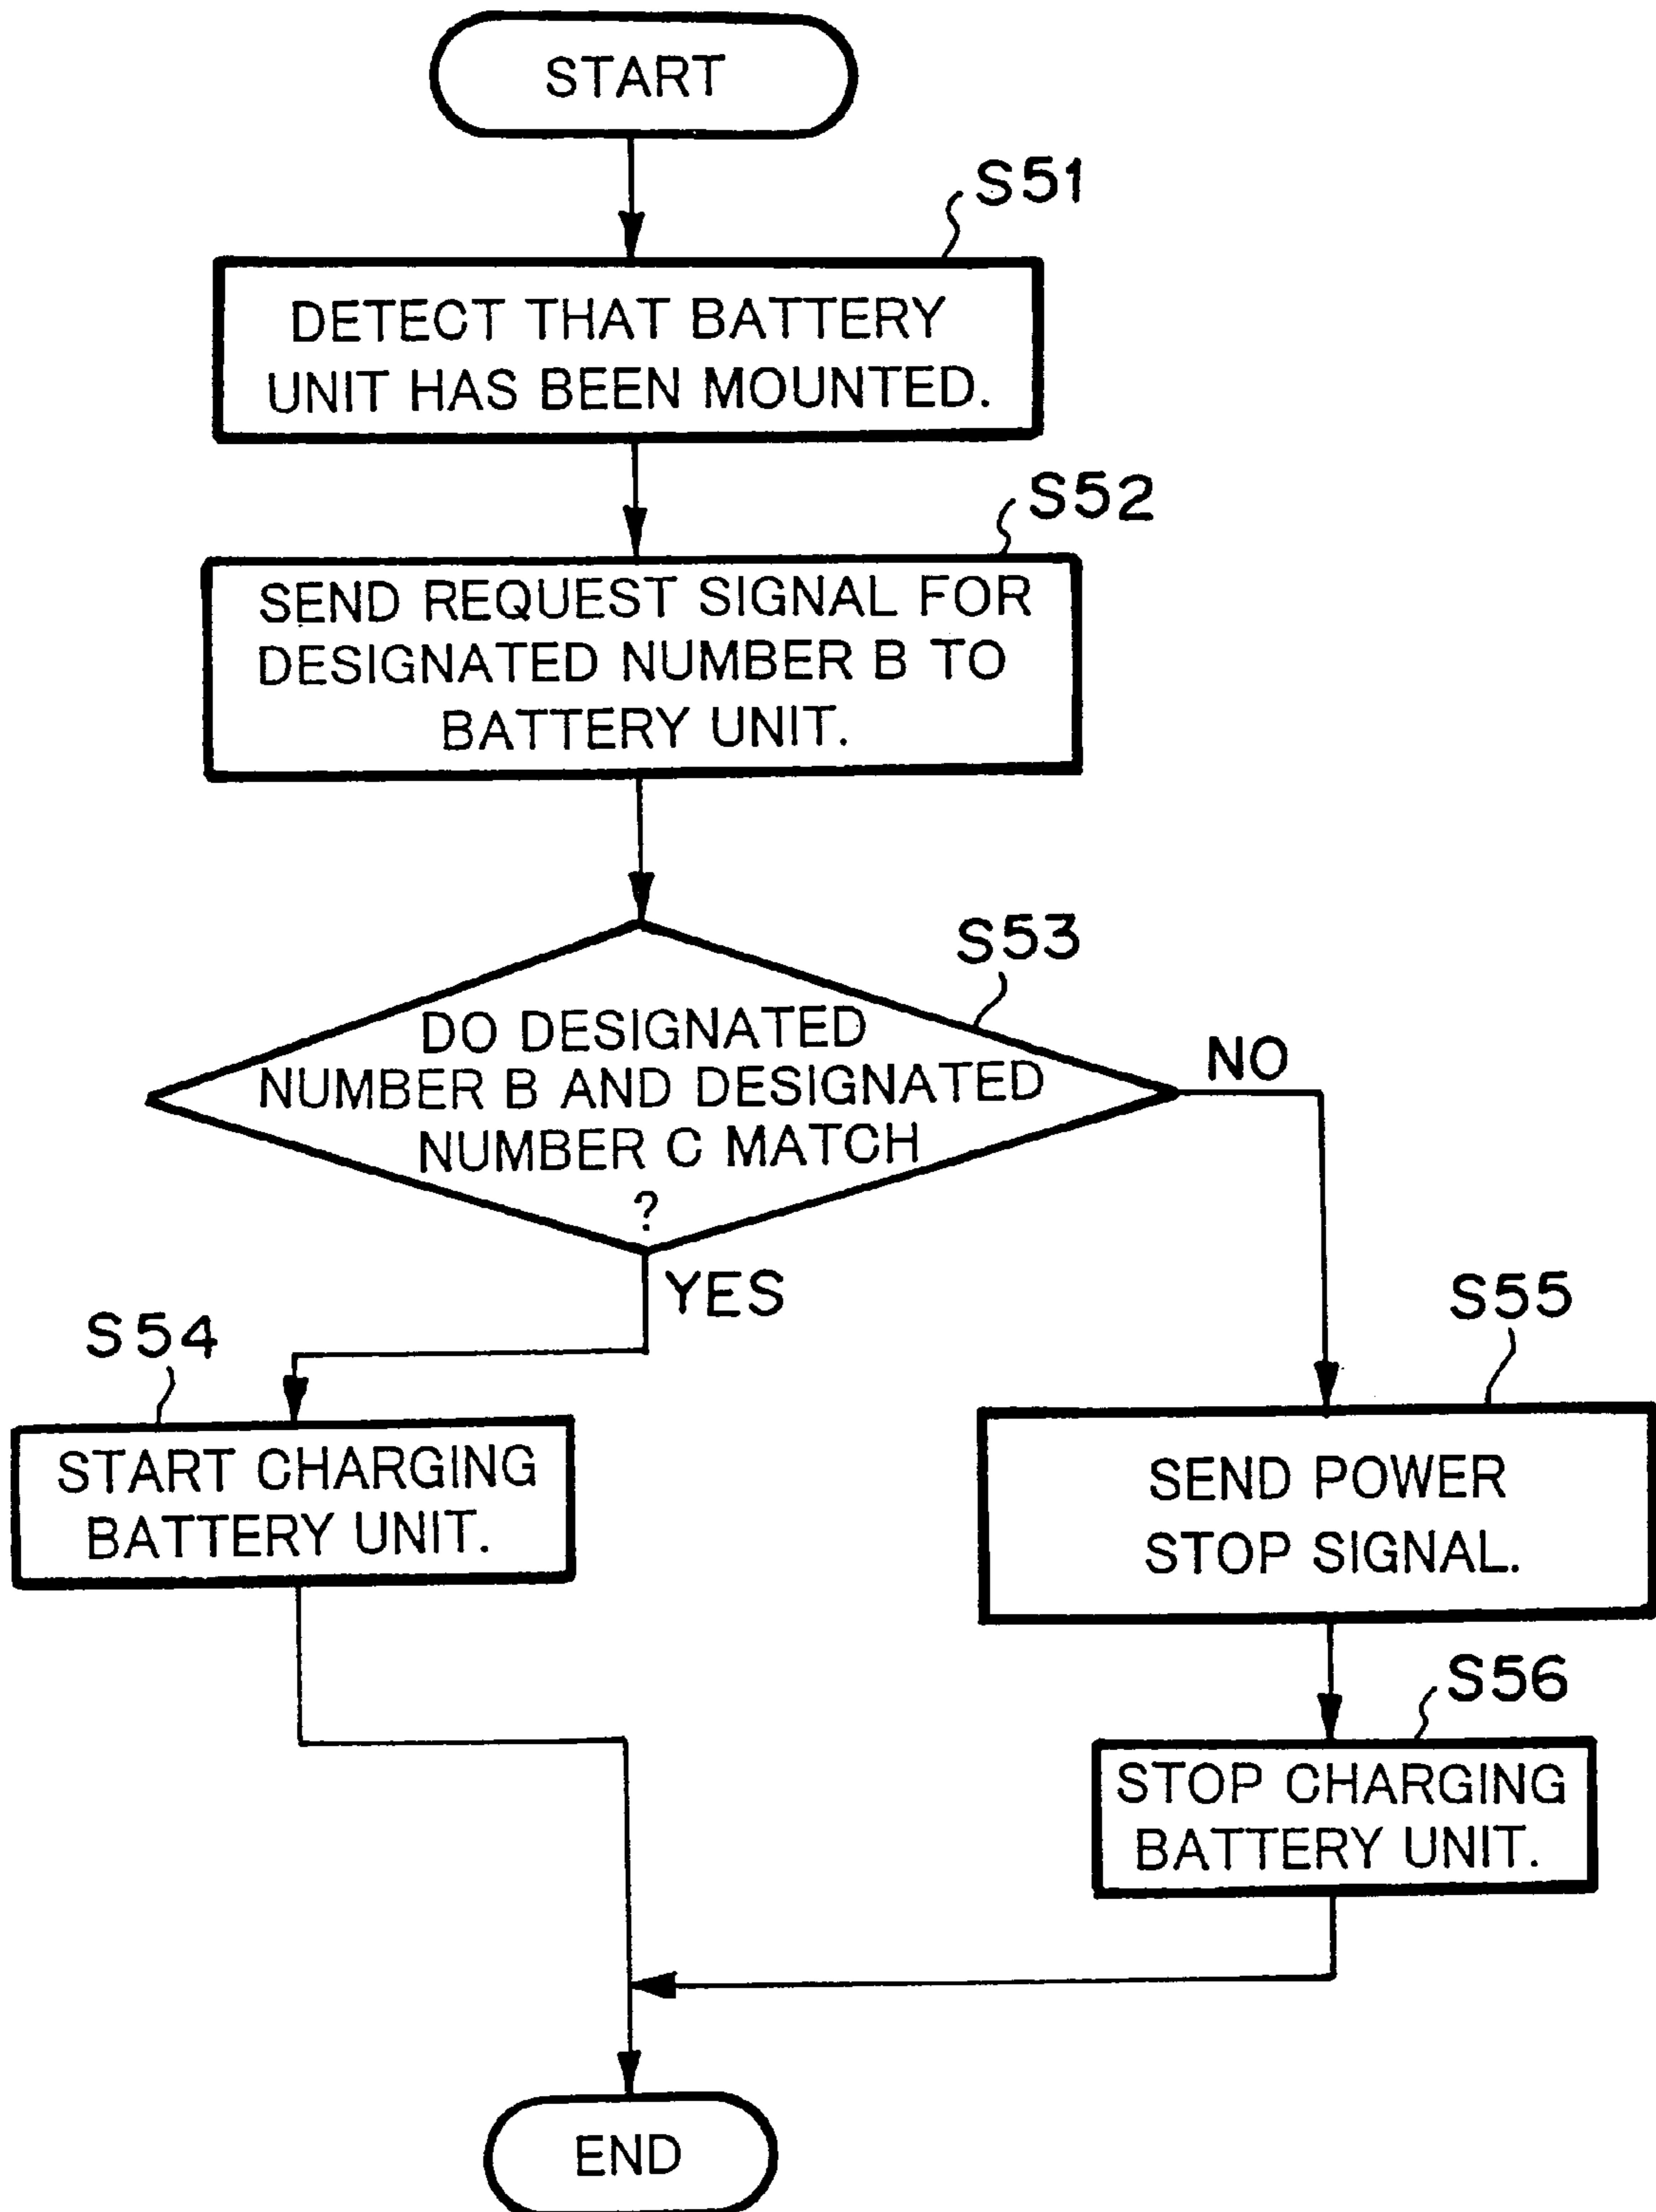 START
S51
DETECT THAT BATTERY
UNIT HAS BEEN MOUNTED.
S52
SEND REQUEST SIGNAL FOR
DESIGNATED NUMBER B TO
BATTERY UNIT.
S53
DO DESIGNATED
NUMBER B AND DESIGNATED
NUMBER C MATCH
?
NO
YES
S54
START CHARGING
BATTERY UNIT.
S55
SEND POWER
STOP SIGNAL.
S56
STOP CHARGING
BATTERY UNIT.
END